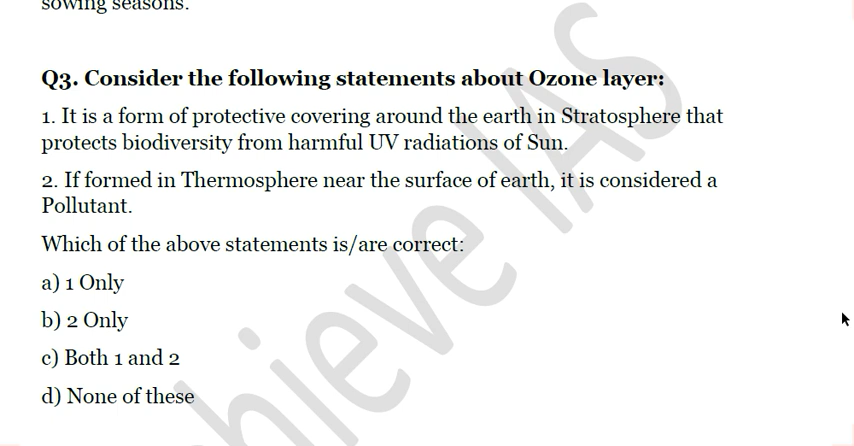 sowing seasons.
Q3. Consider the following statements about Ozone layer:
1. It is a form of protective covering around the earth in Stratosphere that
protects biodiversity from harmful UV radiations of Sun.
2. If formed in Thermosphere near the surface of earth, it is considered a
Pollutant.
Which of the above statements is/are correct:
a) 1 Only
b) 2 Only
c) Both 1 and 2
d) None of these
hieve IAS